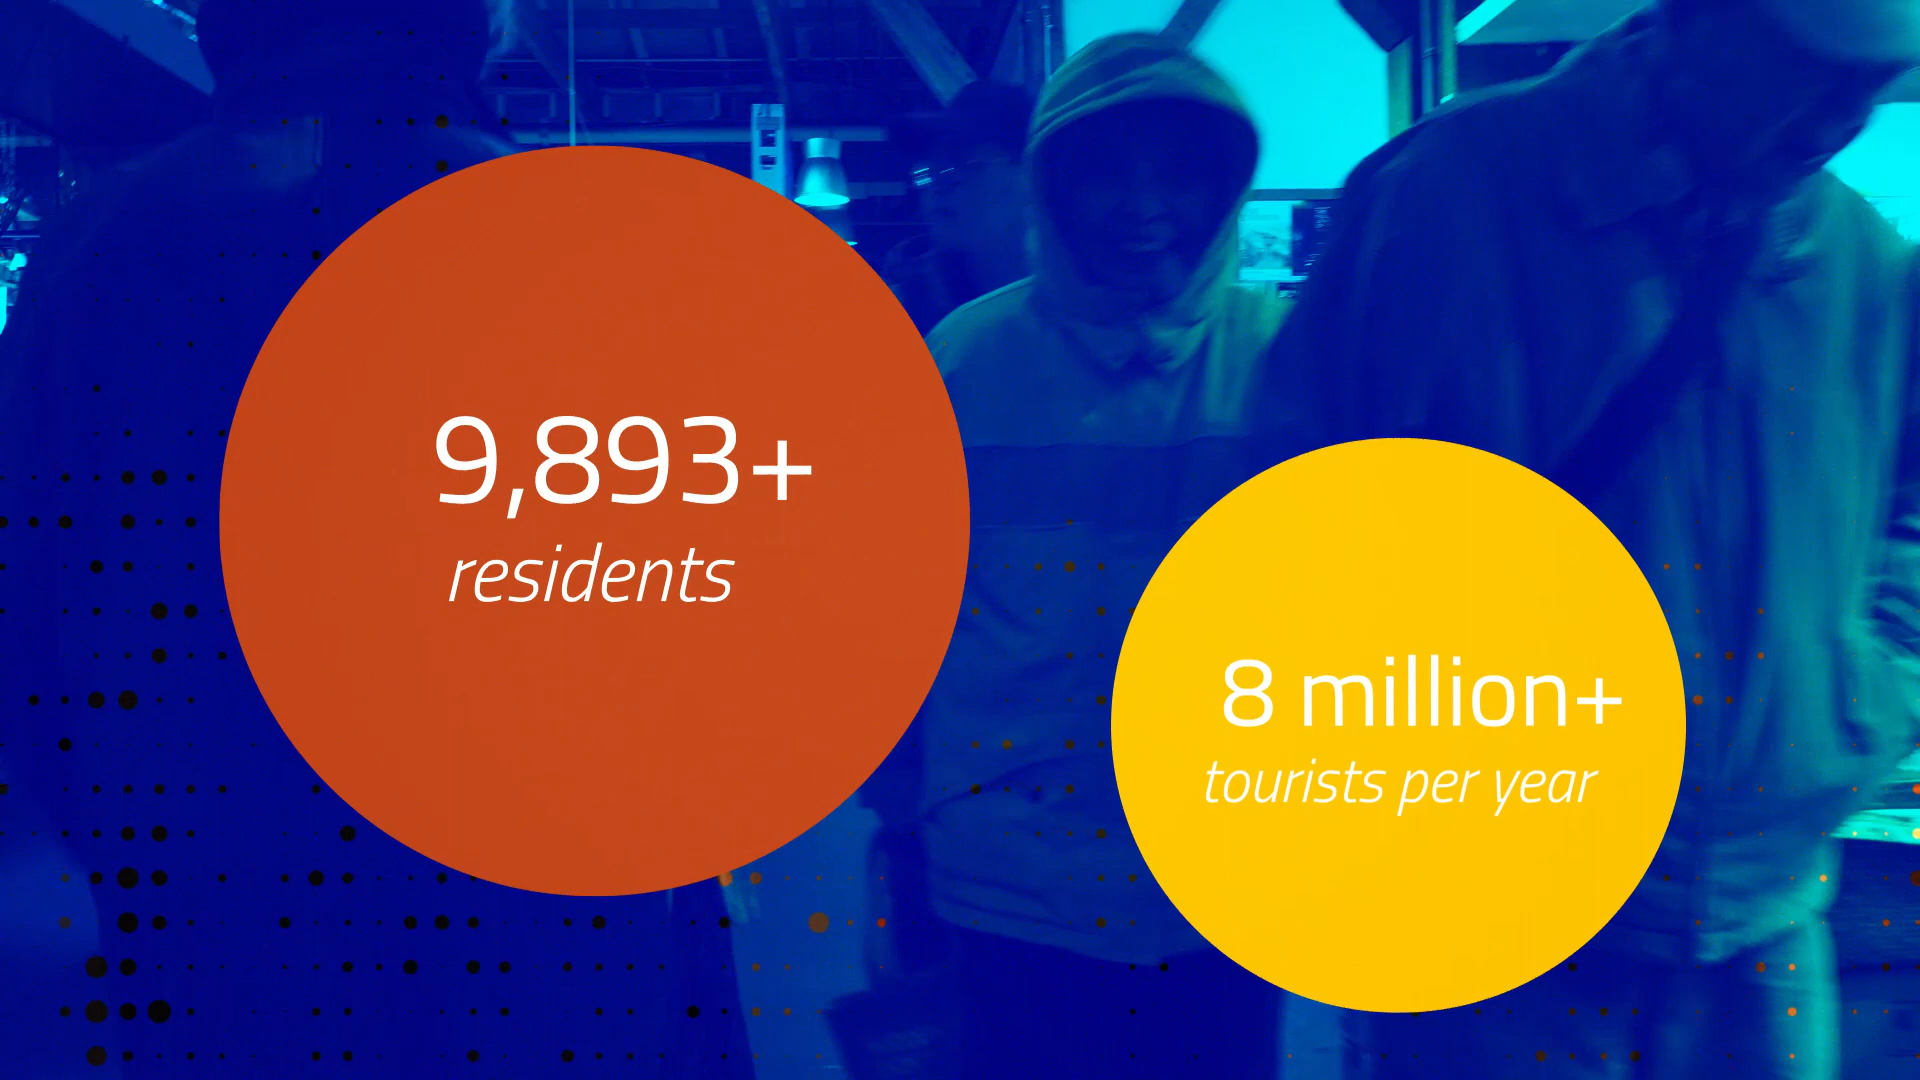 9,893+
residents
8 million+
tourists per year